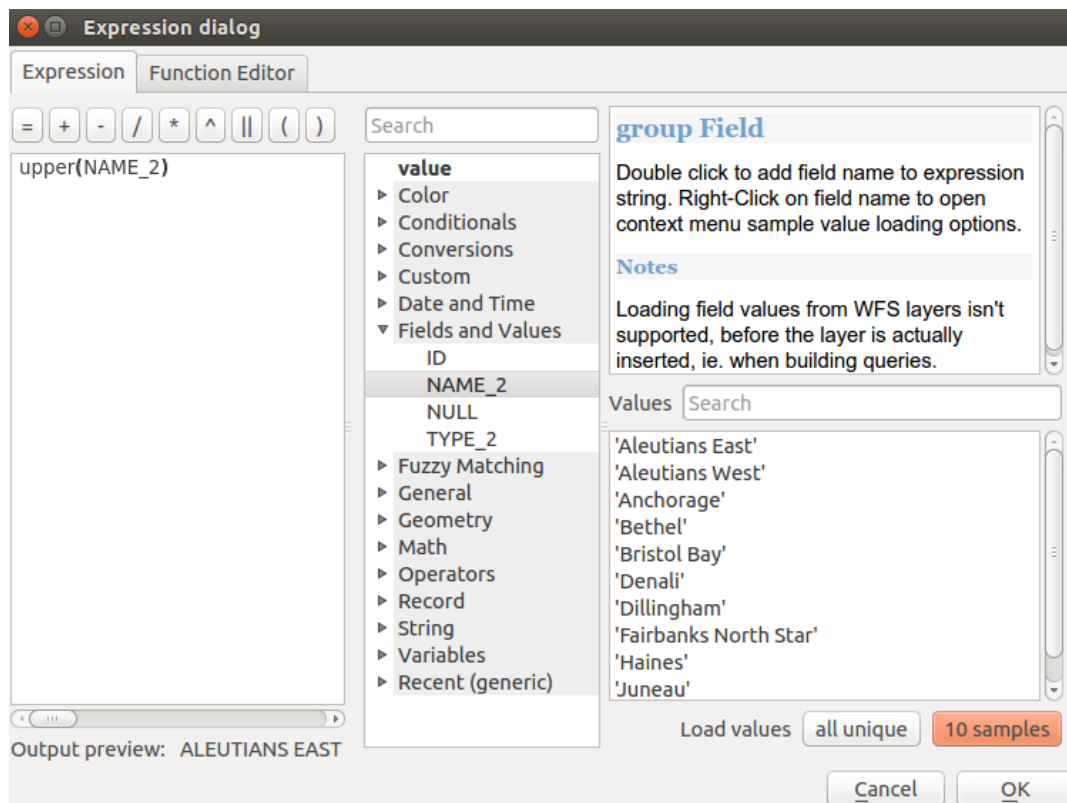 Expression dialog
Expression
Function Editor
= + - / * ^ || ( )
upper(NAME_2)
Output preview: ALEUTIANS EAST
Search
value
Color
Conditionals
Conversions
Custom
Date and Time
Fields and Values
ID
NAME_2
NULL
TYPE_2
Fuzzy Matching
General
Geometry
Math
Operators
Record
String
Variables
Recent (generic)
group Field
Double click to add field name to expression
string. Right-Click on field name to open
context menu sample value loading options.
Notes
Loading field values from WFS layers isn't
supported, before the layer is actually
inserted, ie. when building queries.
Values Search
'Aleutians East'
'Aleutians West'
'Anchorage'
'Bethel'
'Bristol Bay'
'Denali'
'Dillingham'
'Fairbanks North Star'
'Haines'
'Juneau'
Load values all unique 10 samples
Cancel OK